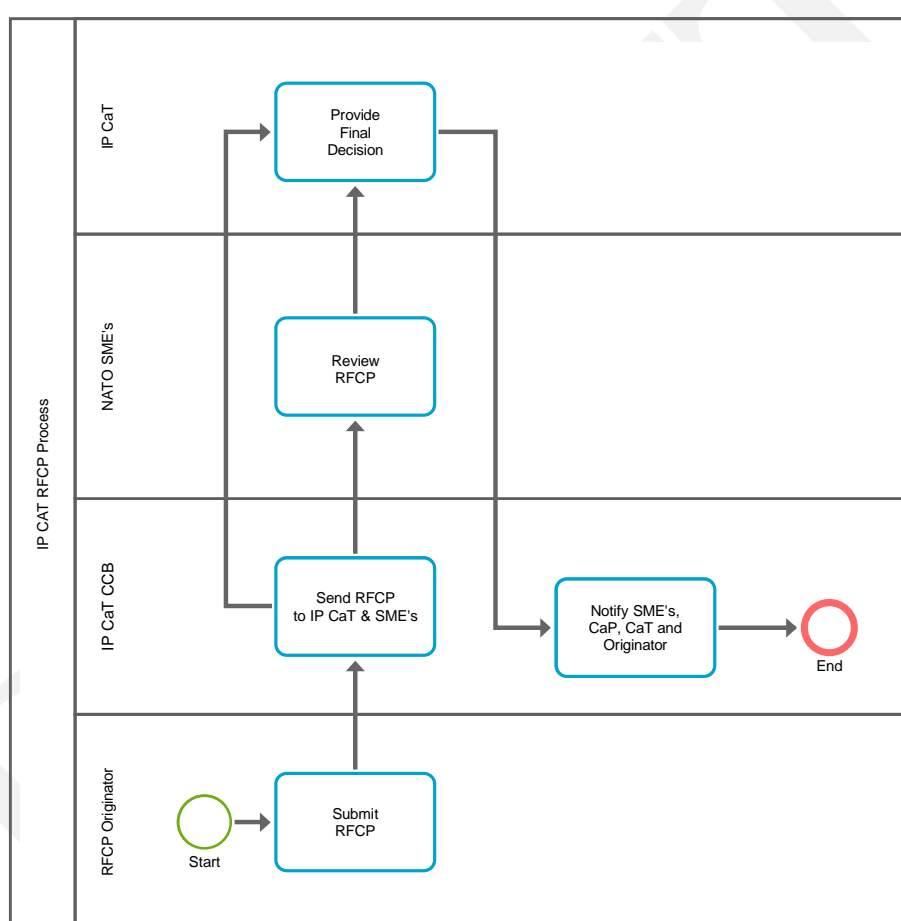 IP CAT RFCP Process
IP CaT
Provide
Final
Decision
NATO SME's
Review
RFCP
IP CaT CCB
Send RFCP
to IP CaT & SME's
Notify SME's,
CaP, CaT and
Originator
End
RFCP Originator
Start
Submit
RFCP